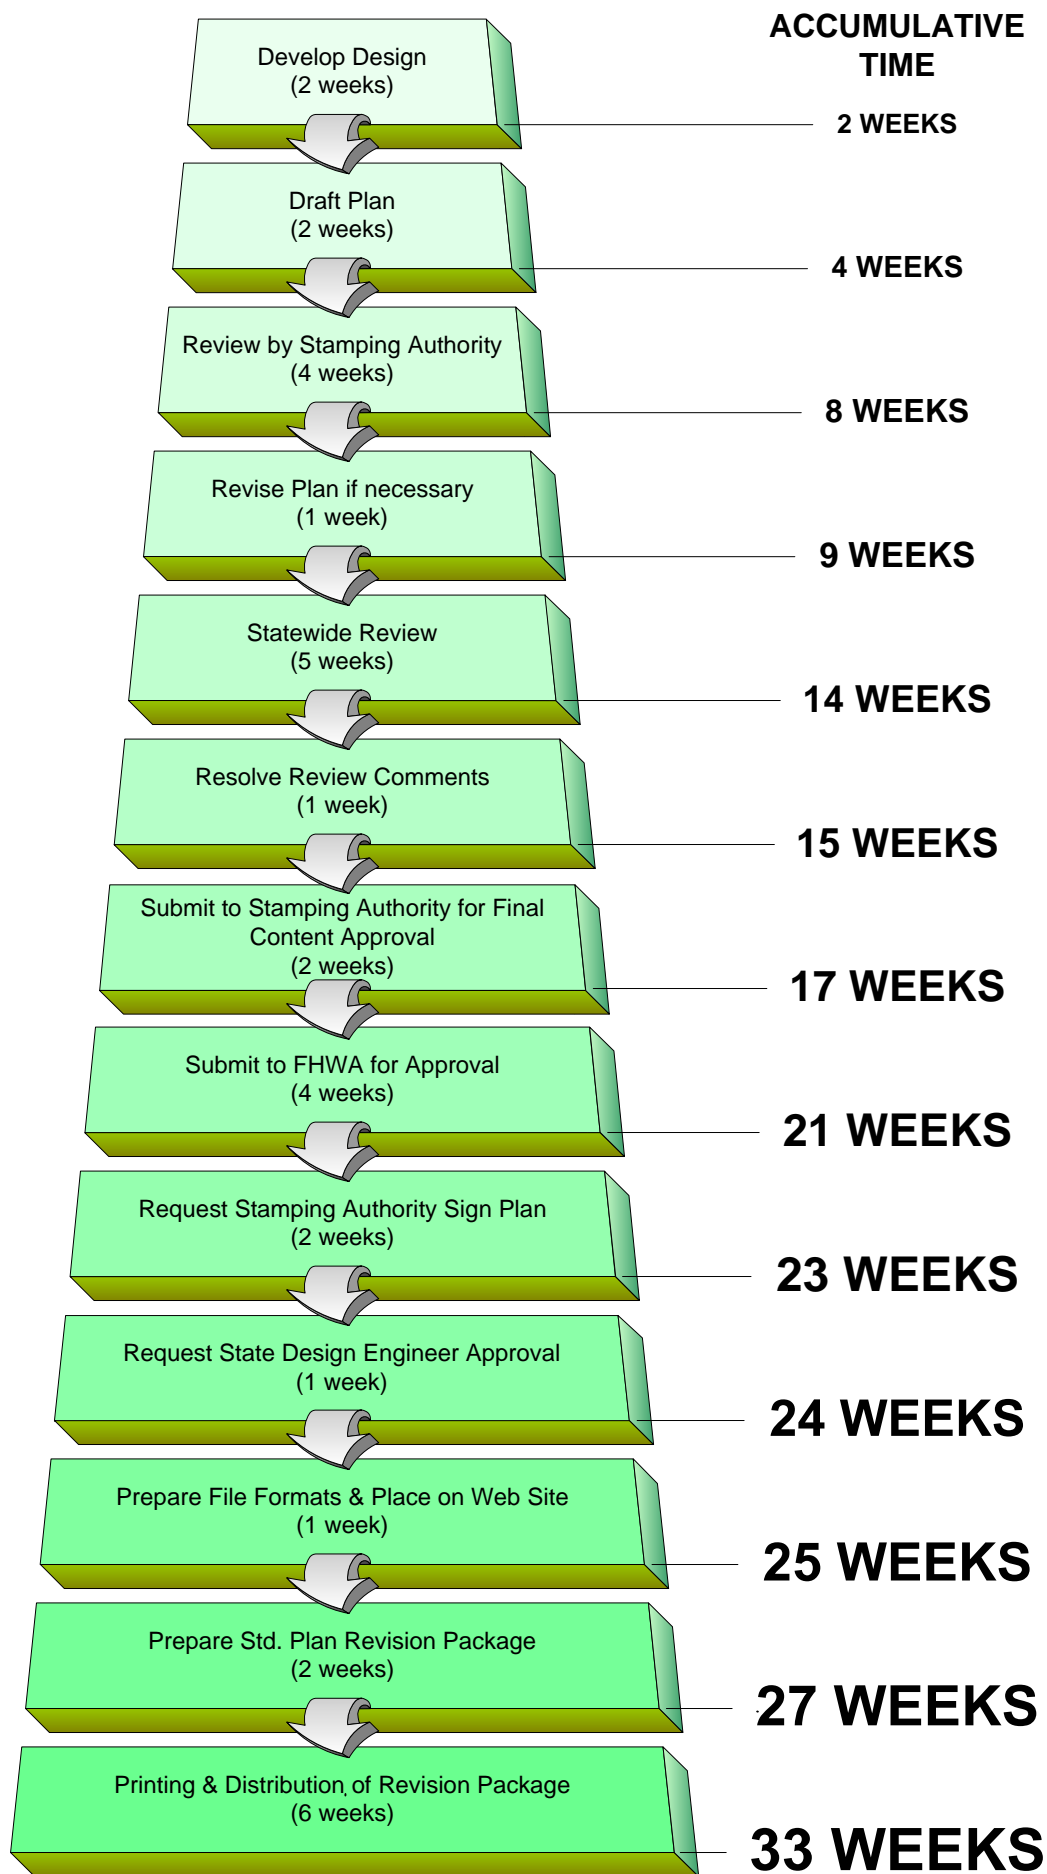 ACCUMULATIVE
TIME
Develop Design
(2 weeks)
2 WEEKS
Draft Plan
(2 weeks)
4 WEEKS
Review by Stamping Authority
(4 weeks)
8 WEEKS
Revise Plan if necessary
(1 week)
9 WEEKS
Statewide Review
(5 weeks)
14 WEEKS
Resolve Review Comments
(1 week)
15 WEEKS
Submit to Stamping Authority for Final
Content Approval
(2 weeks)
17 WEEKS
Submit to FHWA for Approval
(4 weeks)
21 WEEKS
Request Stamping Authority Sign Plan
(2 weeks)
23 WEEKS
Request State Design Engineer Approval
(1 week)
24 WEEKS
Prepare File Formats & Place on Web Site
(1 week)
25 WEEKS
Prepare Std. Plan Revision Package
(2 weeks)
27 WEEKS
Printing & Distribution of Revision Package
(6 weeks)
33 WEEKS